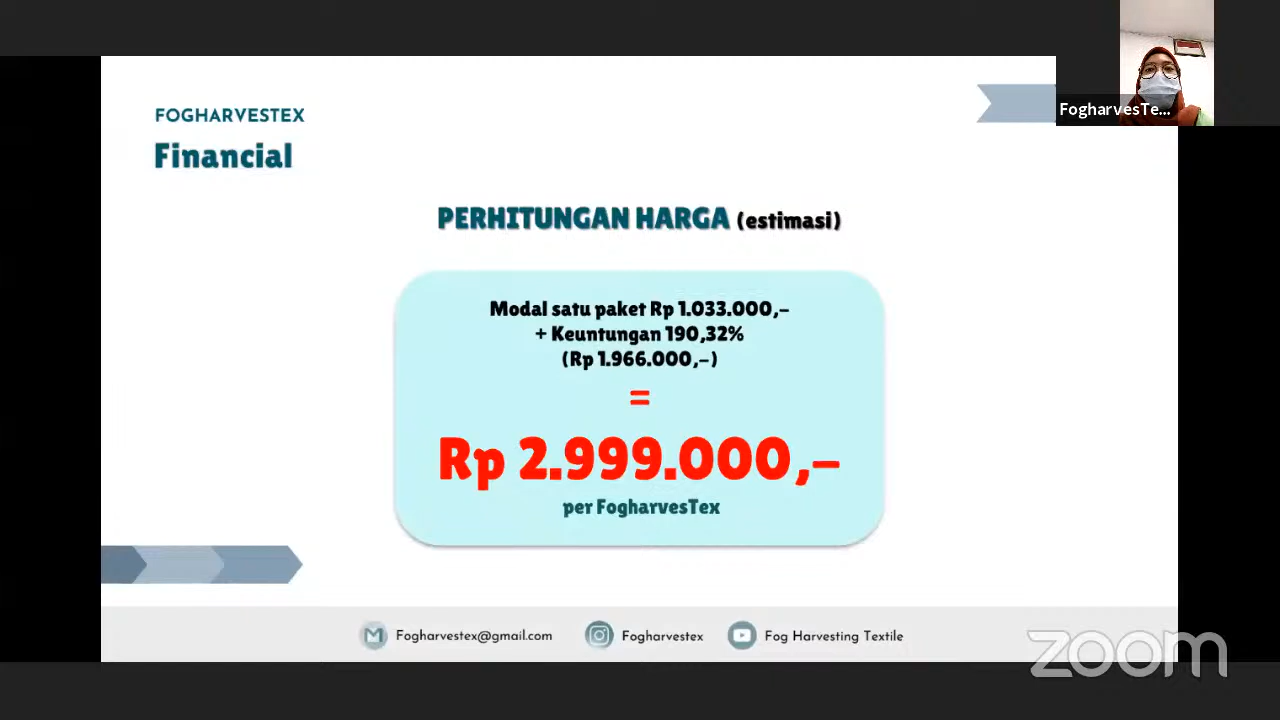 FOGHARVESTEX
Financial
FogharvesTe...
PERHITUNGAN HARGA (estimasi)
Modal satu paket Rp 1.033.000,-
+ Keuntungan 190,32%
(Rp 1.966.000,-)
=
Rp 2.999.000,-
per FogharvesTex
Fogharvestex@gmail.com
Fogharvestex
Fog Harvesting Textile
zoom